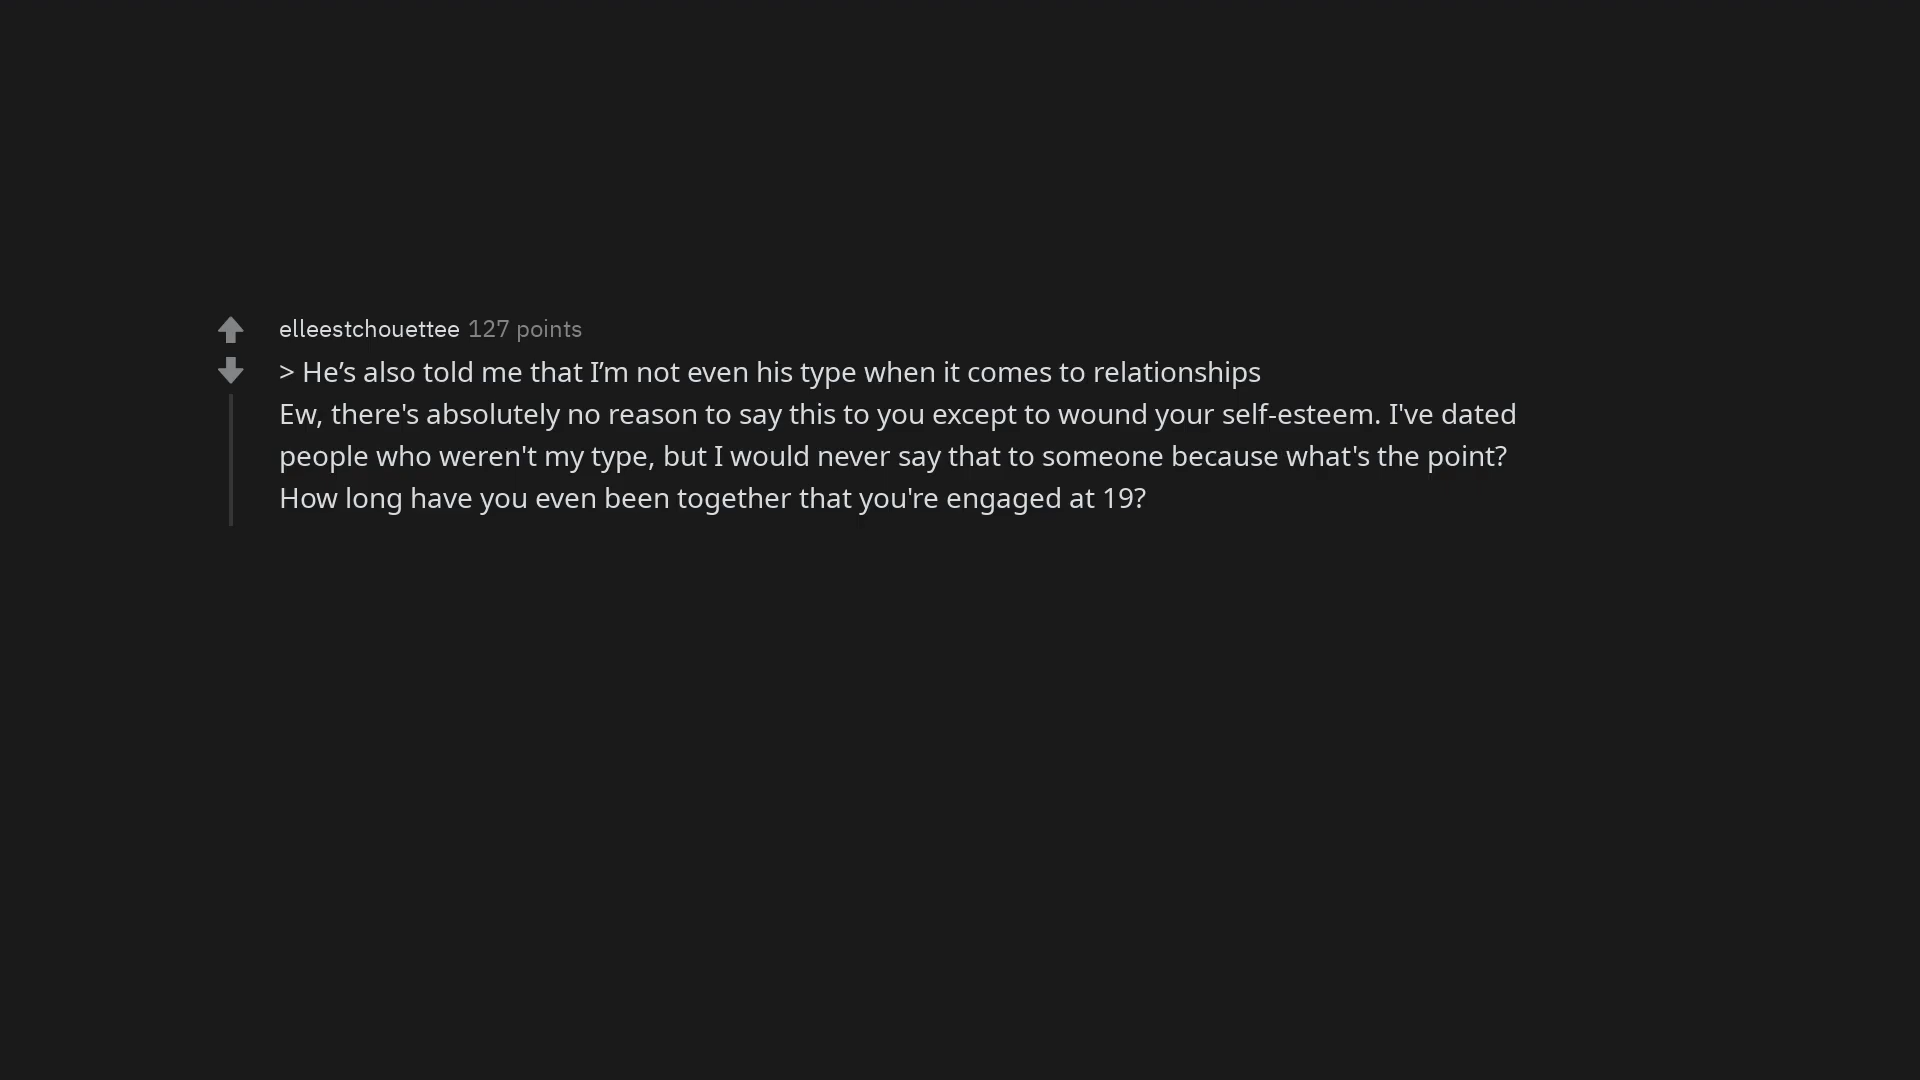 elleestchouettee 127 points
> He’s also told me that I’m not even his type when it comes to relationships
Ew, there's absolutely no reason to say this to you except to wound your self-esteem. I've dated
people who weren't my type, but I would never say that to someone because what's the point?
How long have you even been together that you're engaged at 19?